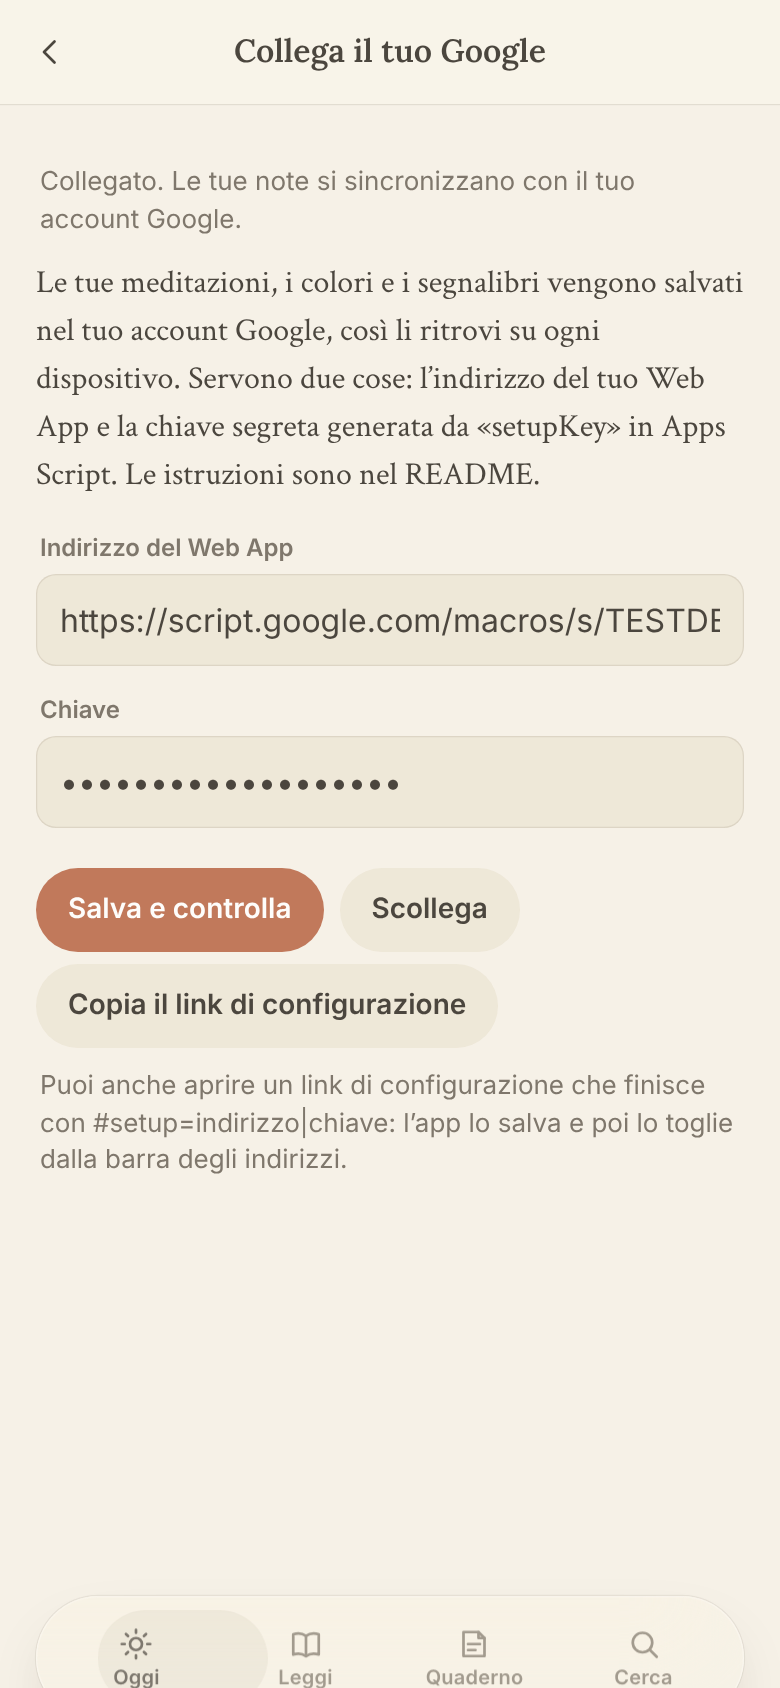 Collega il tuo Google
Collegato. Le tue note si sincronizzano con il tuo
account Google.
Le tue meditazioni, i colori e i segnalibri vengono salvati
nel tuo account Google, così li ritrovi su ogni
dispositivo. Servono due cose: l’indirizzo del tuo Web
App e la chiave segreta generata da «setupKey» in Apps
Script. Le istruzioni sono nel README.
Indirizzo del Web App
https://script.google.com/macros/s/TESTDE
Chiave
•••••••••••••••••••
Salva e controlla
Scollega
Copia il link di configurazione
Puoi anche aprire un link di configurazione che finisce
con #setup=indirizzo|chiave: l’app lo salva e poi lo toglie
dalla barra degli indirizzi.
Oggi
Leggi
Quaderno
Cerca